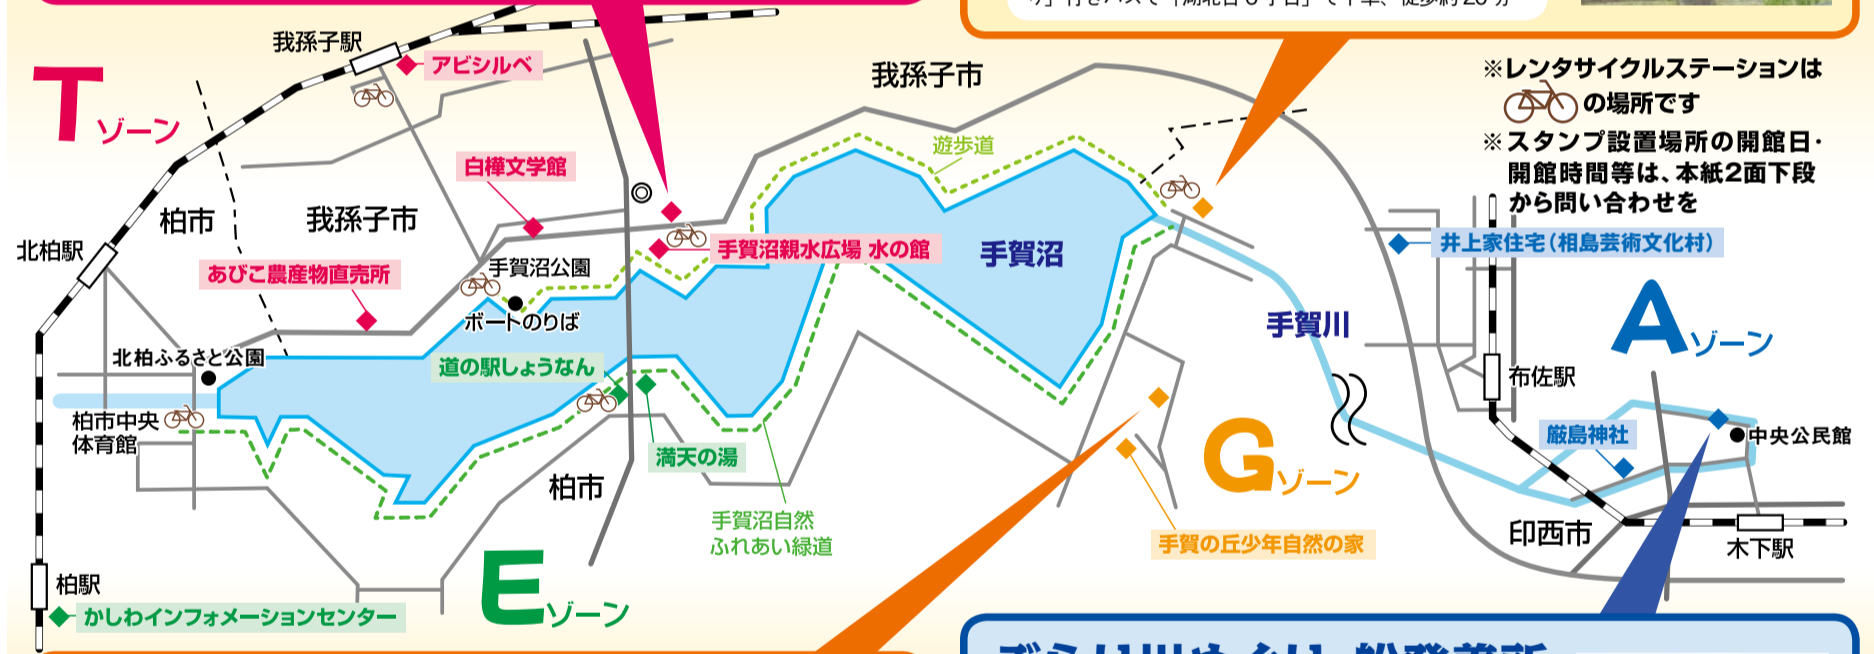 我孫子駅
アビシルベ
Tゾーン
我孫子市
※レンタサイクルステーションは
の場所です
※スタンプ設置場所の開館日・
開館時間等は、本紙2面下段
から問い合わせを
遊歩道
白樺文学館
柏市
我孫子市
北柏駅
手賀沼親水広場 水の館
手賀沼
井上家住宅(相島芸術文化村)
あびこ農産物直売所
手賀沼公園
ボートのりば
手賀川
Aゾーン
北柏ふるさと公園
道の駅しょうなん
布佐駅
柏市中央
体育館
満天の湯
厳島神社
中央公民館
Gゾーン
柏市
手賀沼自然
ふれあい緑道
手賀の丘少年自然の家
印西市
木下駅
柏駅
Eゾーン
かしわインフォメーションセンター